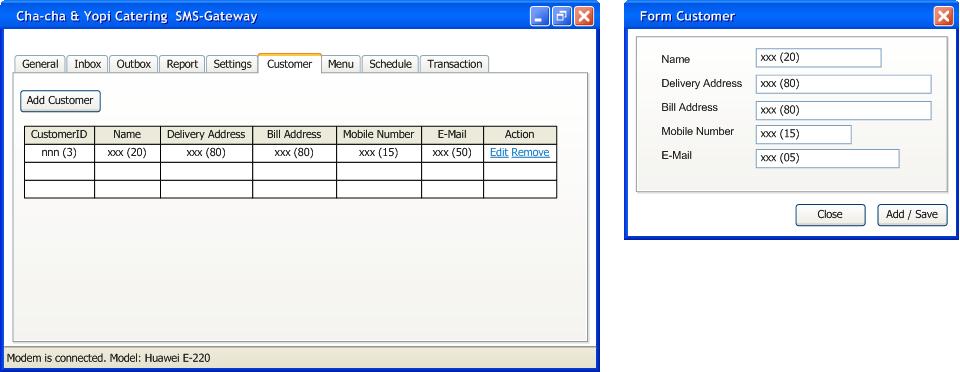 Cha-cha & Yopi Catering SMS-Gateway
General Inbox Outbox Report Settings Customer Menu Schedule Transaction
Add Customer
CustomerID Name Delivery Address Bill Address Mobile Number E-Mail Action
nnn (3) xxx (20) xxx (80) xxx (80) xxx (15) xxx (50) Edit Remove
Modem is connected. Model: Huawei E-220
Form Customer
Name xxx (20)
Delivery Address xxx (80)
Bill Address xxx (80)
Mobile Number xxx (15)
E-Mail xxx (05)
Close Add / Save